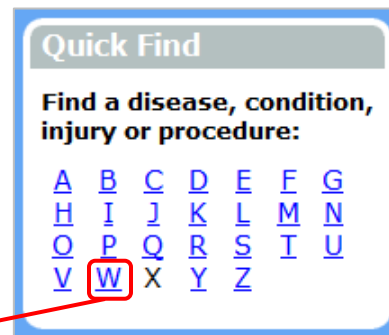 Quick Find
Find a disease, condition,
injury or procedure:
A B C D E F G
H I J K L M N
O P Q R S T U
V W X Y Z